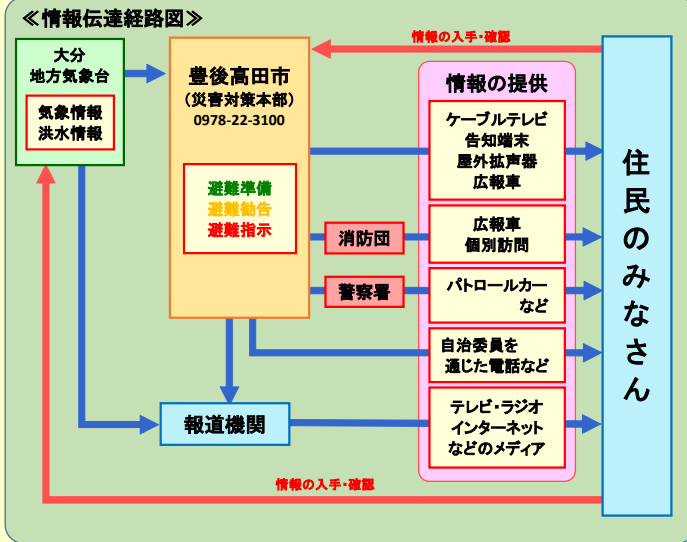 ≪情報伝達経路図≫
情報の入手・確認
大分
地方気象台
気象情報
洪水情報
豊後高田市
（災害対策本部）
0978-22-3100
避難準備
避難勧告
避難指示
情報の提供
ケーブルテレビ
告知端末
屋外拡声器
広報車
消防団
広報車
個別訪問
警察署
パトロールカー
など
自治委員を
通じた電話など
報道機関
テレビ・ラジオ
インターネット
などのメディア
住民のみなさん
情報の入手・確認